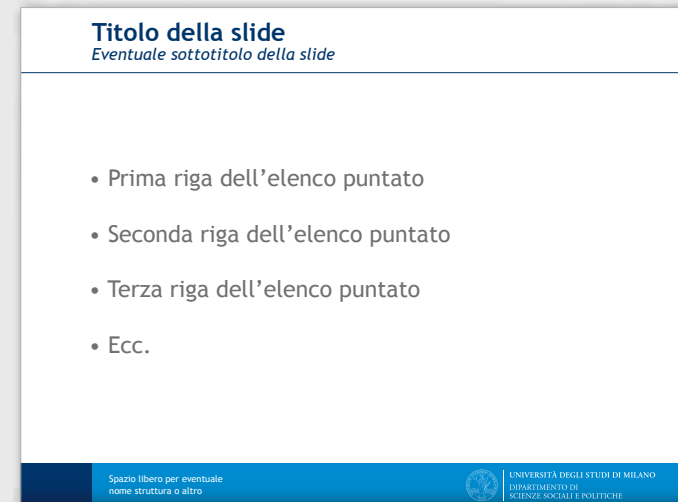 Titolo della slide
Eventuale sottotitolo della slide
• Prima riga dell’elenco puntato
• Seconda riga dell’elenco puntato
• Terza riga dell’elenco puntato
• Ecc.
Spazio libero per eventuale
nome struttura o altro
UNIVERSITÀ DEGLI STUDI DI MILANO
DIPARTIMENTO DI
SCIENZE SOCIALI E POLITICHE